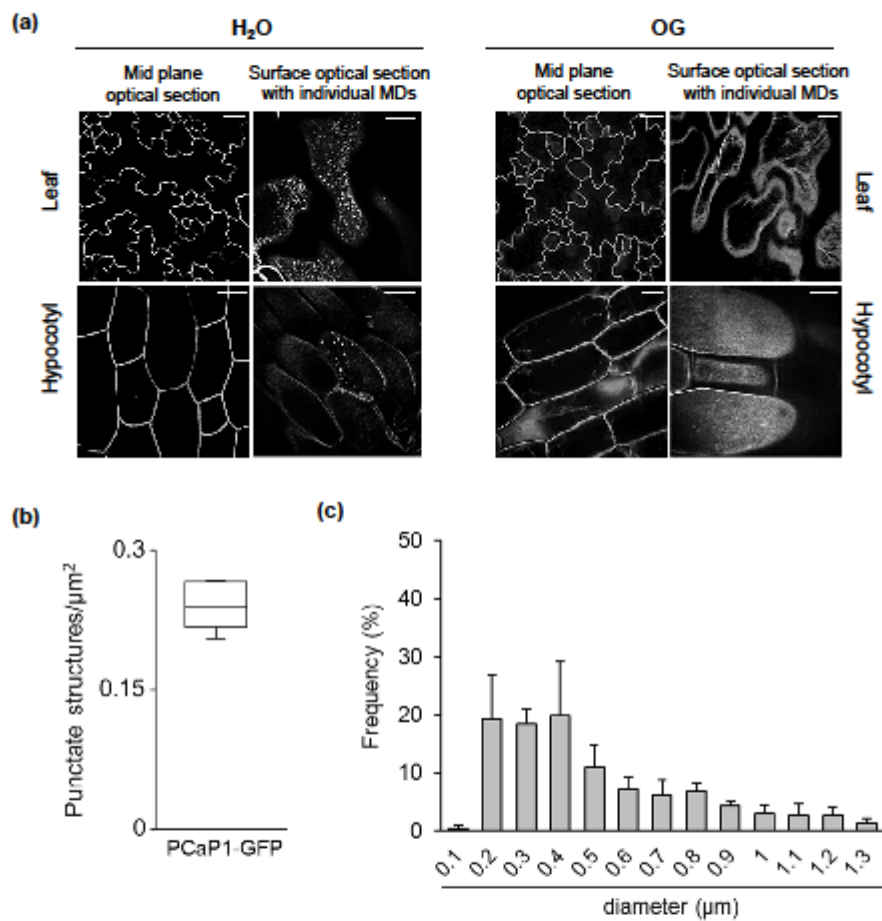 (a)
H₂O
OG
Mid plane
optical section
Surface optical section
with individual MDs
Mid plane
optical section
Surface optical section
with individual MDs
Leaf
Leaf
Hypocotyl
Hypocotyl
(b)
Punctate structures/µm²
0.3
0.15
0
PCaP1-GFP
(c)
Frequency (%)
50
40
30
20
10
0
0.1 0.2 0.3 0.4 0.5 0.6 0.7 0.8 0.9 1 1.1 1.2 1.3
diameter (µm)